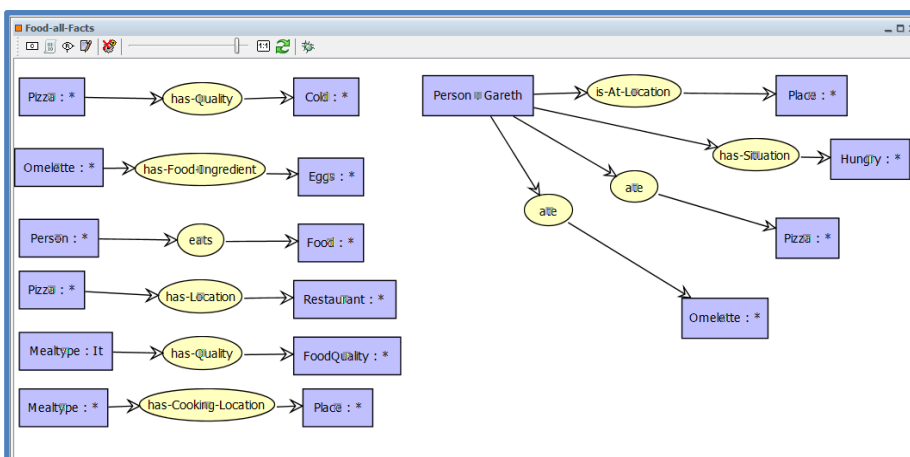 Food-all-Facts
Pizza : * has-Quality Cold : *
Omelette : * has-Food-Ingredient Eggs : *
Person : * eats Food : *
Pizza : * has-Location Restaurant : *
Mealtype : It has-Quality FoodQuality : *
Mealtype : * has-Cooking-Location Place : *
Person : Gareth is-At-Location Place : *
has-Situation Hungry : *
ate Pizza : *
ate Omelette : *
1:1